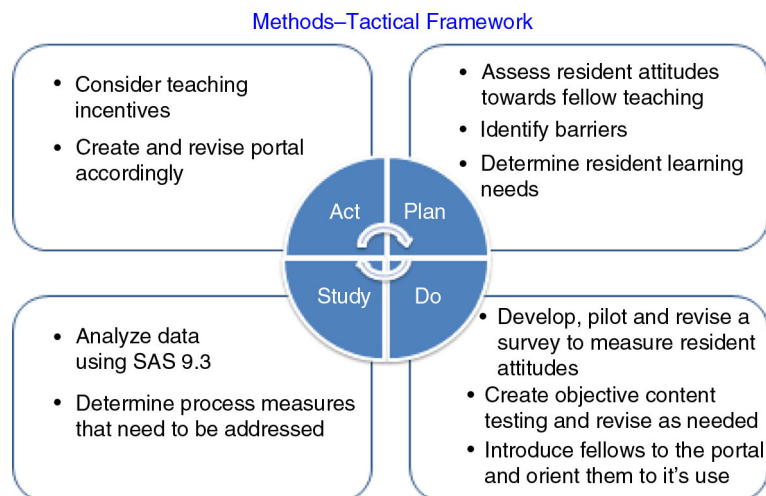 Methods–Tactical Framework
• Consider teaching
incentives
• Create and revise portal
accordingly
• Assess resident attitudes
towards fellow teaching
• Identify barriers
• Determine resident learning
needs
Act
Plan
Study
Do
• Analyze data
using SAS 9.3
• Determine process measures
that need to be addressed
• Develop, pilot and revise a
survey to measure resident
attitudes
• Create objective content
testing and revise as needed
• Introduce fellows to the portal
and orient them to it's use